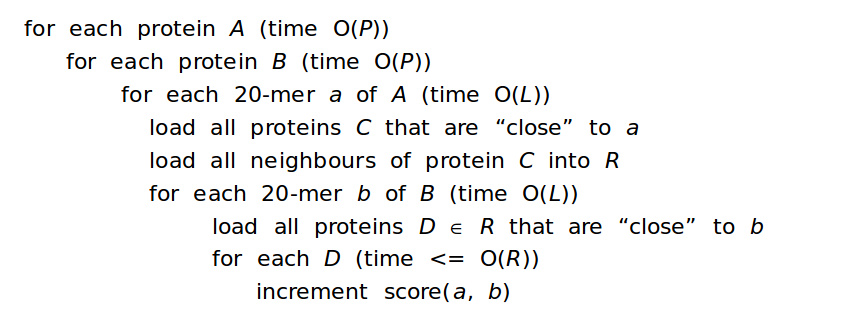 for each protein A (time O(P))
for each protein B (time O(P))
for each 20-mer a of A (time O(L))
load all proteins C that are “close” to a
load all neighbours of protein C into R
for each 20-mer b of B (time O(L))
load all proteins D ∈ R that are “close” to b
for each D (time <= O(R))
increment score(a, b)